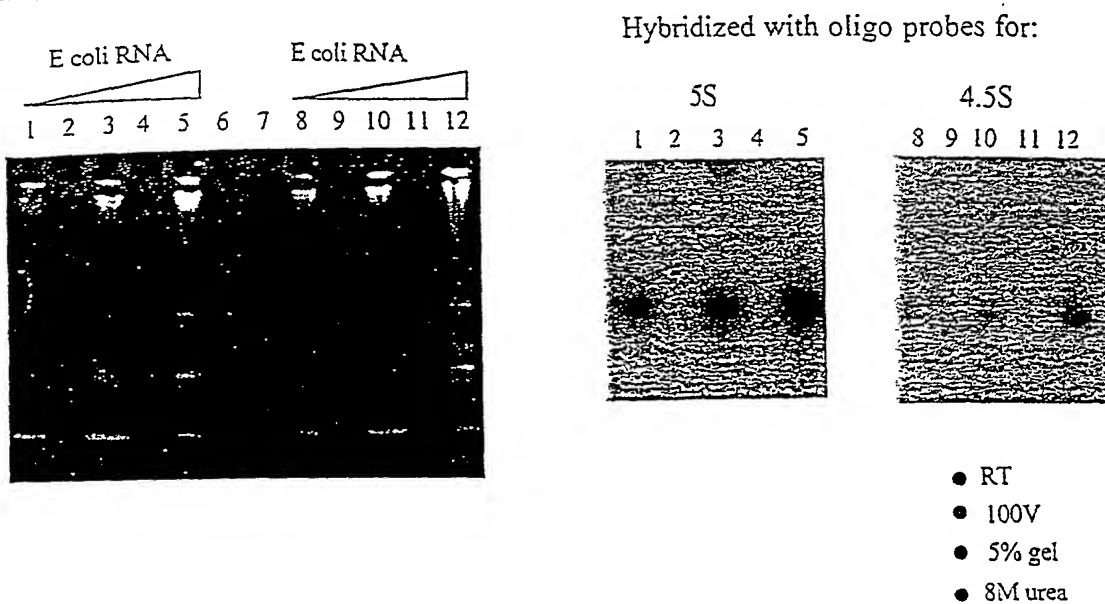 Hybridized with oligo probes for:
E coli RNA
E coli RNA
1 2 3 4 5 6 7 8 9 10 11 12
5S
4.5S
1 2 3 4 5
8 9 10 11 12
RT
100V
5% gel
8M urea